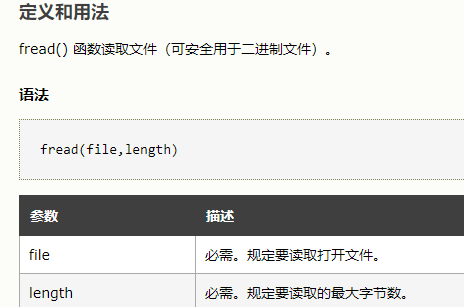 定义和用法
fread() 函数读取文件（可安全用于二进制文件）。
语法
fread(file,length)
参数 描述
file 必需。规定要读取打开文件。
length 必需。规定要读取的最大字节数。